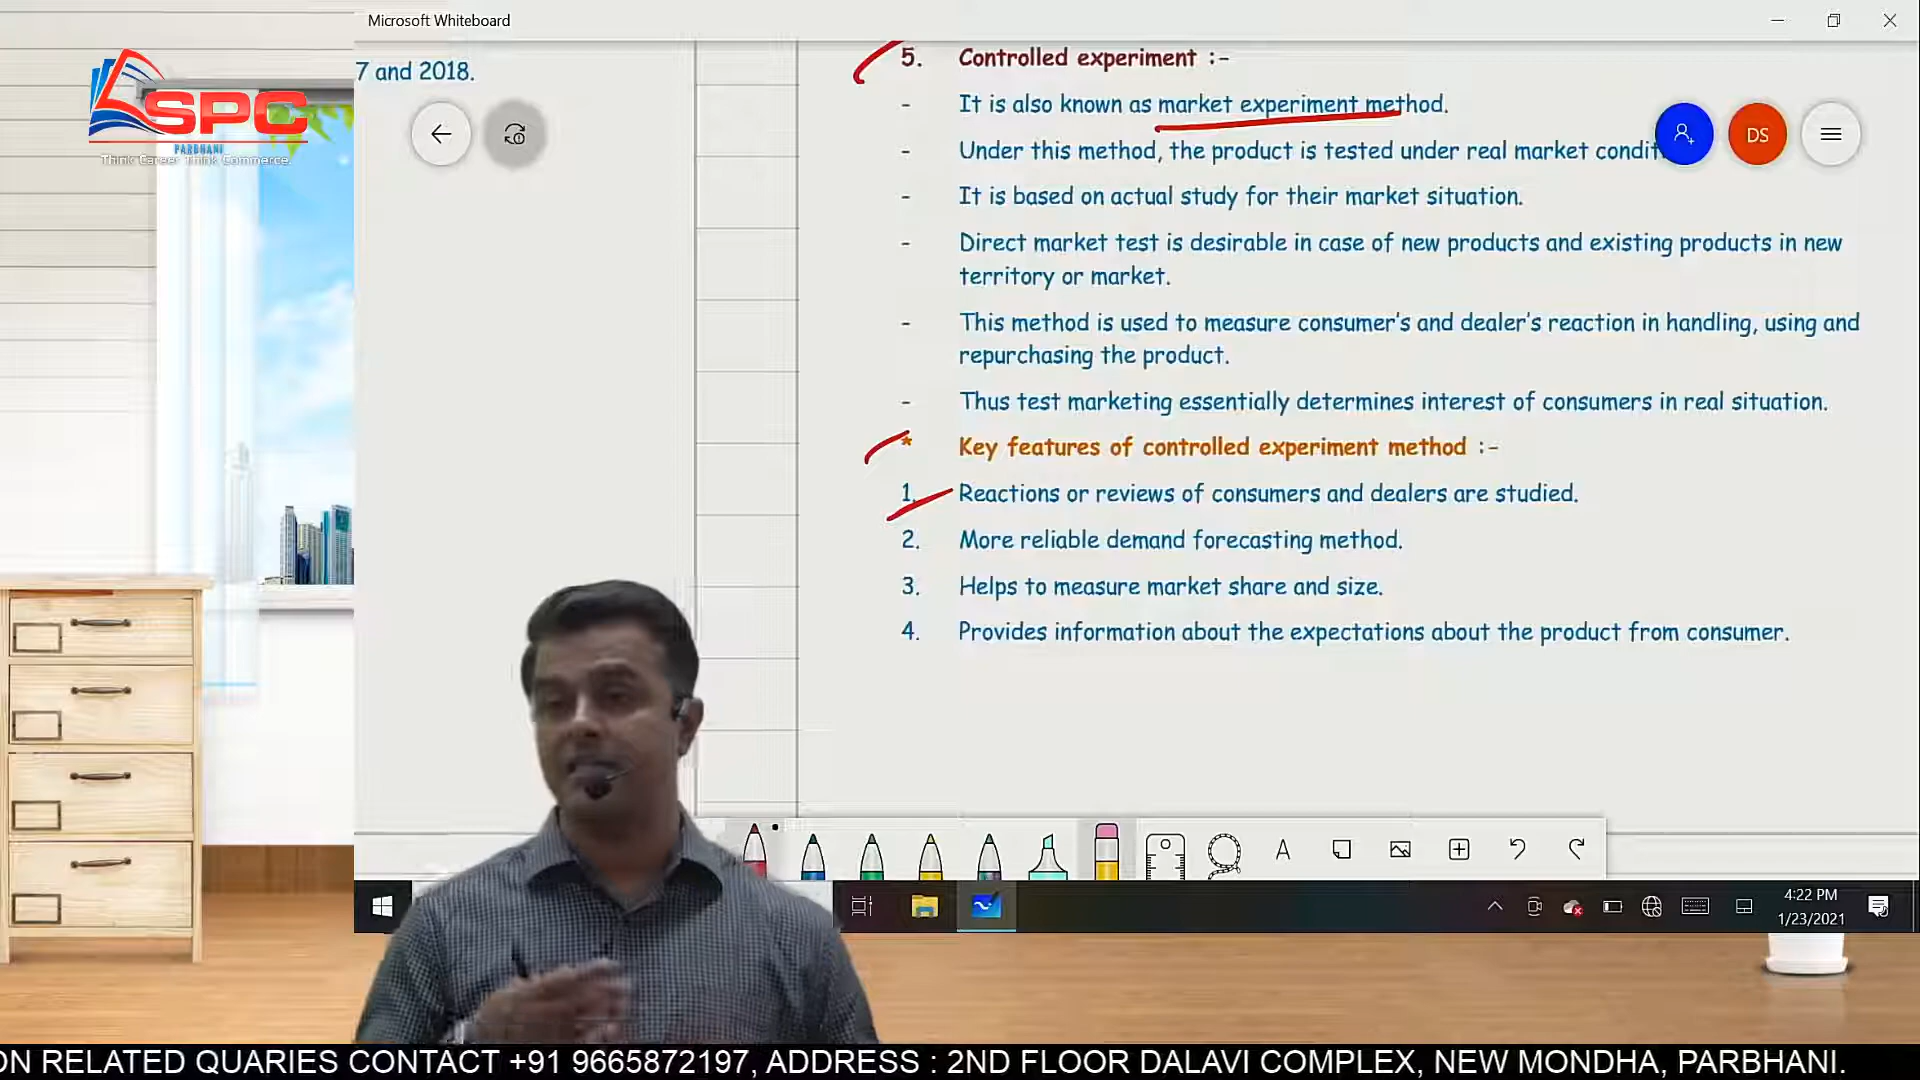 Microsoft Whiteboard
SPC
PARBHANI
Think Career Think Commerce.
7 and 2018.
5. Controlled experiment :-
- It is also known as market experiment method.
DS
- Under this method, the product is tested under real market condit
- It is based on actual study for their market situation.
- Direct market test is desirable in case of new products and existing products in new
territory or market.
- This method is used to measure consumer's and dealer's reaction in handling, using and
repurchasing the product.
- Thus test marketing essentially determines interest of consumers in real situation.
* Key features of controlled experiment method :-
1. Reactions or reviews of consumers and dealers are studied.
2. More reliable demand forecasting method.
3. Helps to measure market share and size.
4. Provides information about the expectations about the product from consumer.
4:22 PM
1/23/2021
ON RELATED QUARIES CONTACT +91 9665872197, ADDRESS : 2ND FLOOR DALAVI COMPLEX, NEW MONDHA, PARBHANI.